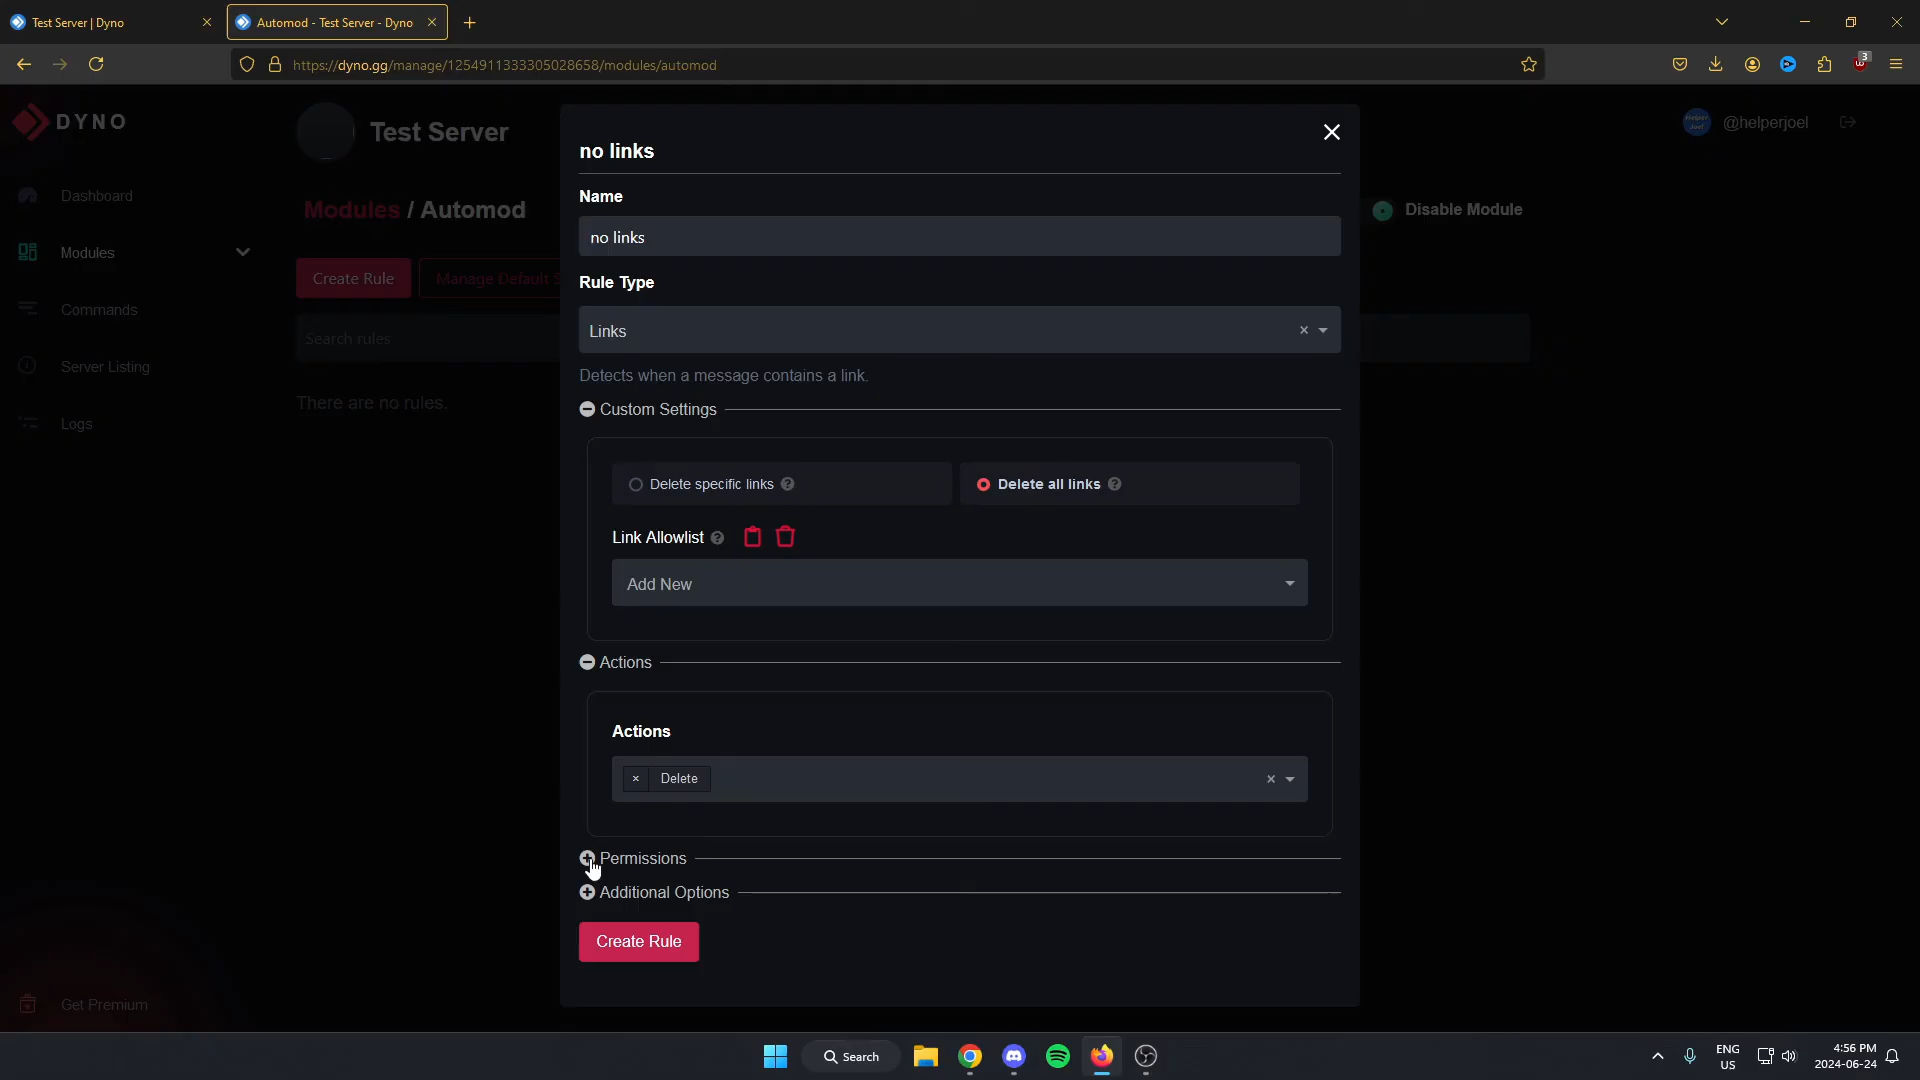 Test Server | Dyno
Automod - Test Server - Dyno
https://dyno.gg/manage/1254911333305028658/modules/automod
3
DYNO
Test Server
@helperjoel
Dashboard
Modules
Commands
Server Listing
Logs
Get Premium
Modules / Automod
Disable Module
Create Rule
Manage Default S
Search rules
There are no rules.
no links
Name
no links
Rule Type
Links
Detects when a message contains a link.
Custom Settings
Delete specific links
Delete all links
Link Allowlist
Add New
Actions
Actions
Delete
Permissions
Additional Options
Create Rule
Search
ENG
US
4:56 PM
2024-06-24